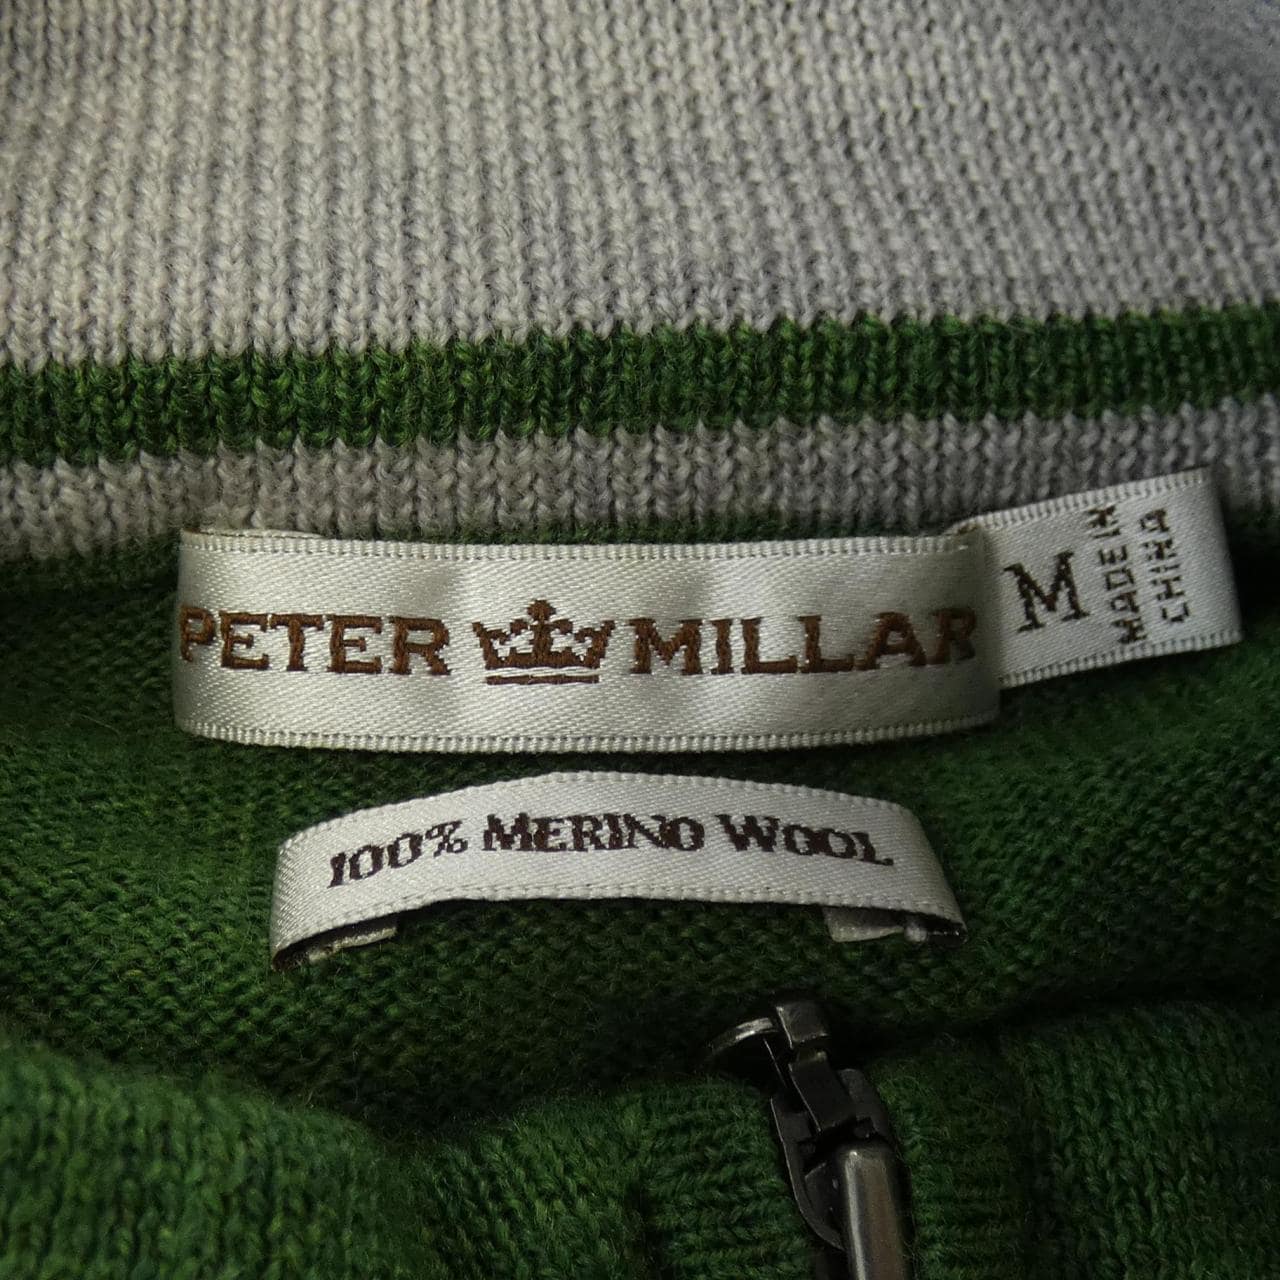 PETER MILLAR
M
MADE IN
CHINA
100% MERINO WOOL